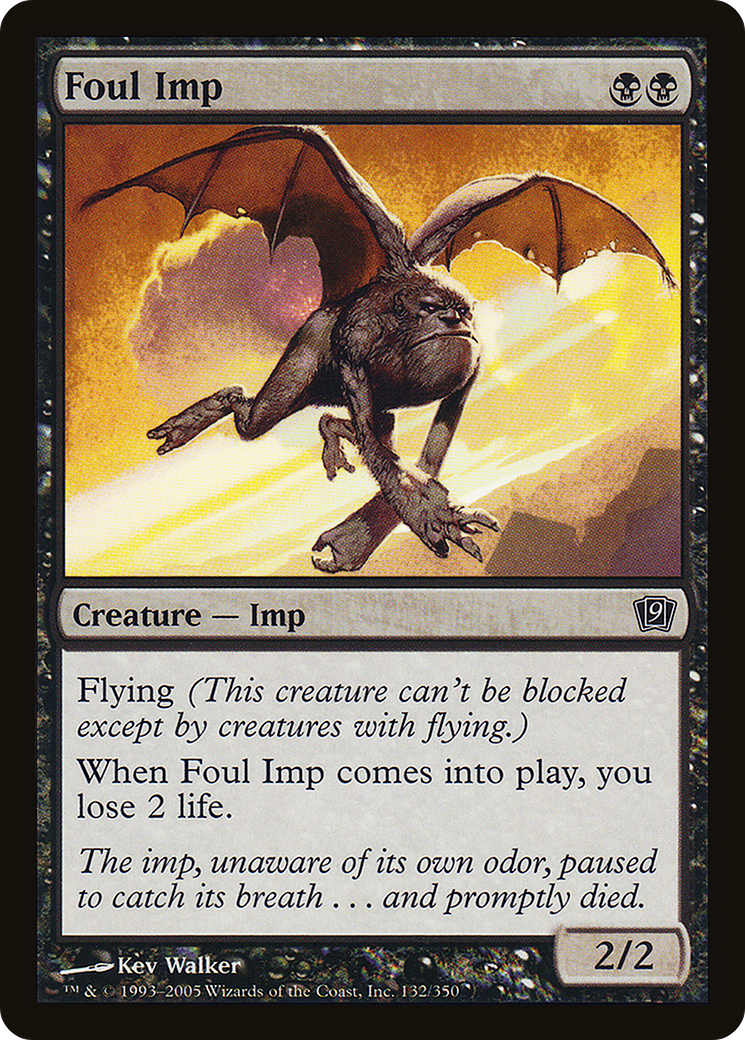 Foul Imp
Creature — Imp
9
Flying (This creature can't be blocked
except by creatures with flying.)
When Foul Imp comes into play, you
lose 2 life.
The imp, unaware of its own odor, paused
to catch its breath . . . and promptly died.
2/2
Kev Walker
™ & © 1993–2005 Wizards of the Coast, Inc. 132/350